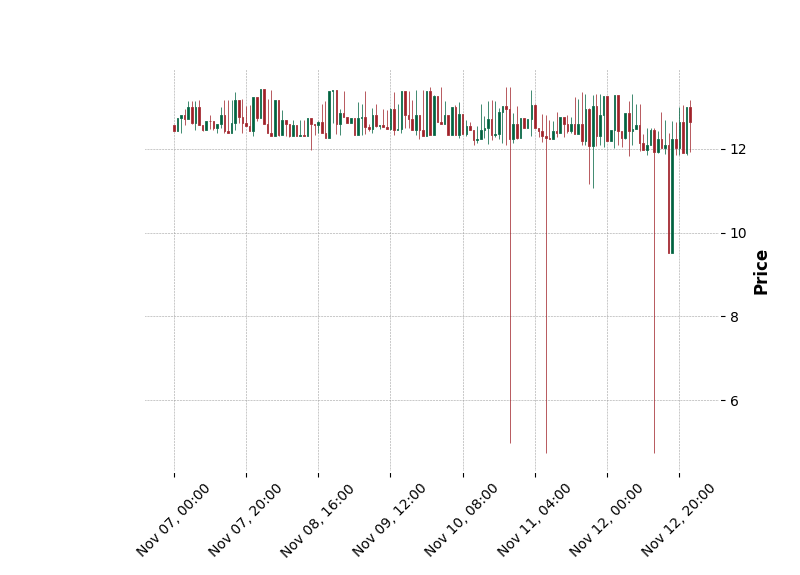 12
10
8
6
Price
Nov 07, 00:00
Nov 07, 20:00
Nov 08, 16:00
Nov 09, 12:00
Nov 10, 08:00
Nov 11, 04:00
Nov 12, 00:00
Nov 12, 20:00